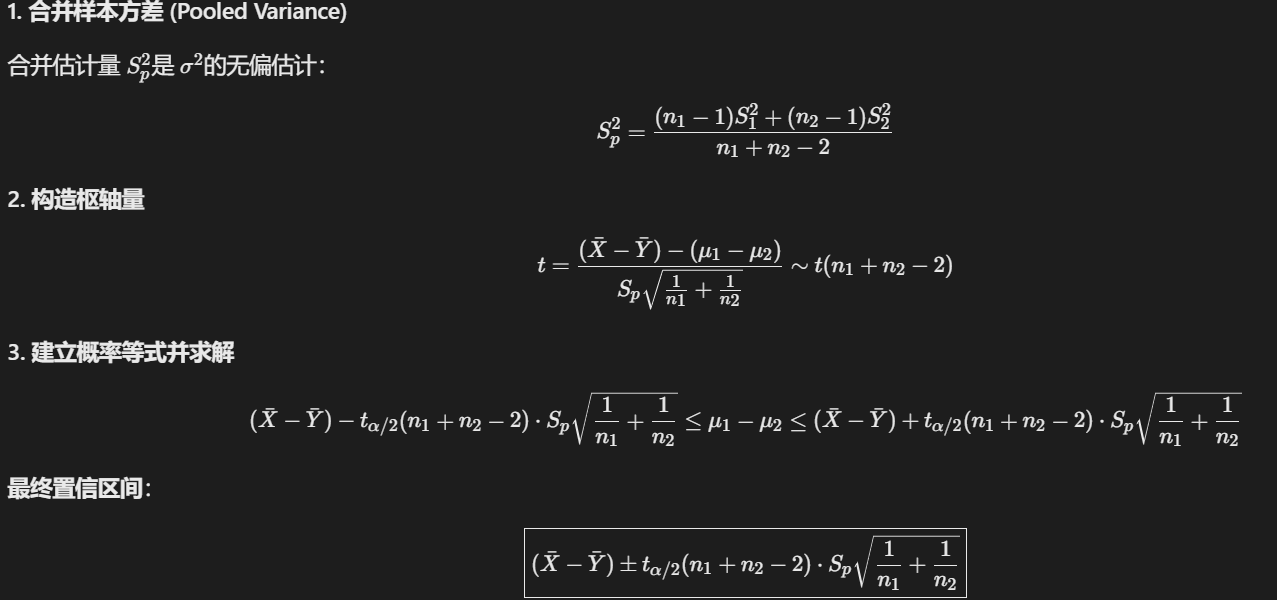 1. 合并样本方差 (Pooled Variance)
合并估计量 $S_p^2$是 $\sigma^2$的无偏估计：
$$S_p^2 = \frac{(n_1 - 1)S_1^2 + (n_2 - 1)S_2^2}{n_1 + n_2 - 2}$$
2. 构造枢轴量
$$t = \frac{(\bar{X} - \bar{Y}) - (\mu_1 - \mu_2)}{S_p\sqrt{\frac{1}{n_1} + \frac{1}{n_2}}} \sim t(n_1 + n_2 - 2)$$
3. 建立概率等式并求解
$$(\bar{X} - \bar{Y}) - t_{\alpha/2}(n_1 + n_2 - 2) \cdot S_p\sqrt{\frac{1}{n_1} + \frac{1}{n_2}} \leq \mu_1 - \mu_2 \leq (\bar{X} - \bar{Y}) + t_{\alpha/2}(n_1 + n_2 - 2) \cdot S_p\sqrt{\frac{1}{n_1} + \frac{1}{n_2}}$$
最终置信区间：
$$\boxed{(\bar{X} - \bar{Y}) \pm t_{\alpha/2}(n_1 + n_2 - 2) \cdot S_p\sqrt{\frac{1}{n_1} + \frac{1}{n_2}}}$$